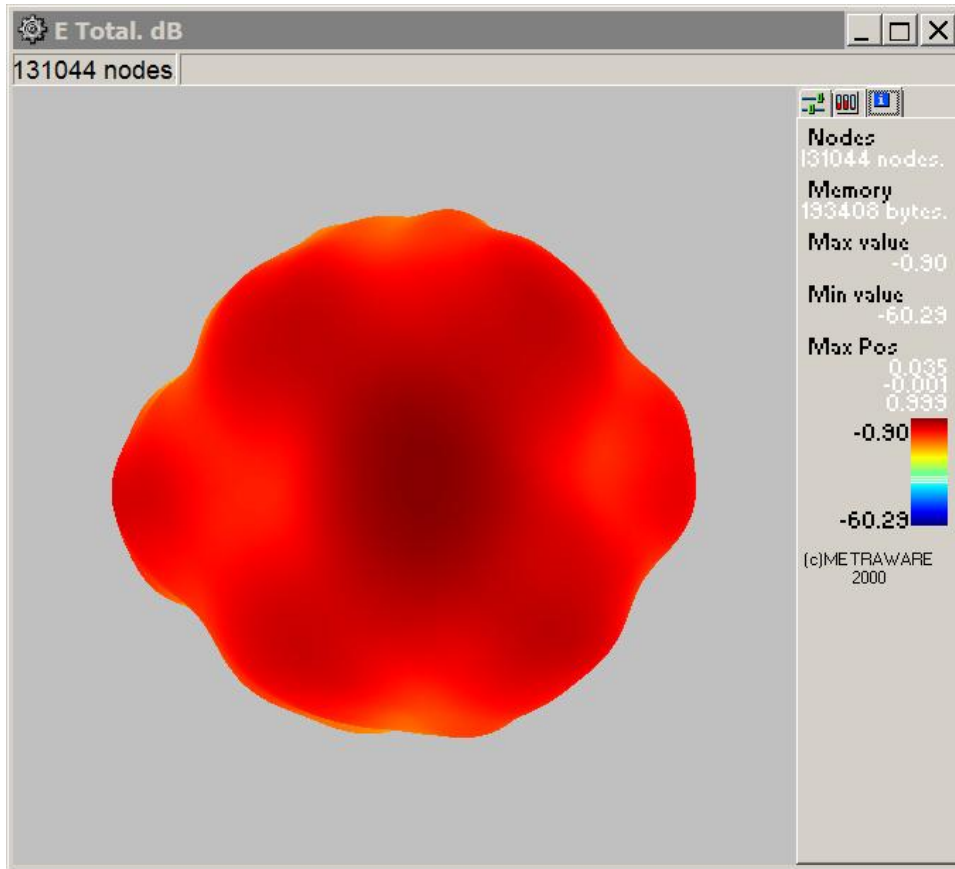 E Total. dB
131044 nodes
Nodes
131044 nodes.
Memory
193408 bytes.
Max value
-0.90
Min value
-60.29
Max Pos
0.035
-0.001
0.999
-0.90
-60.29
(c)METRAWARE
2000